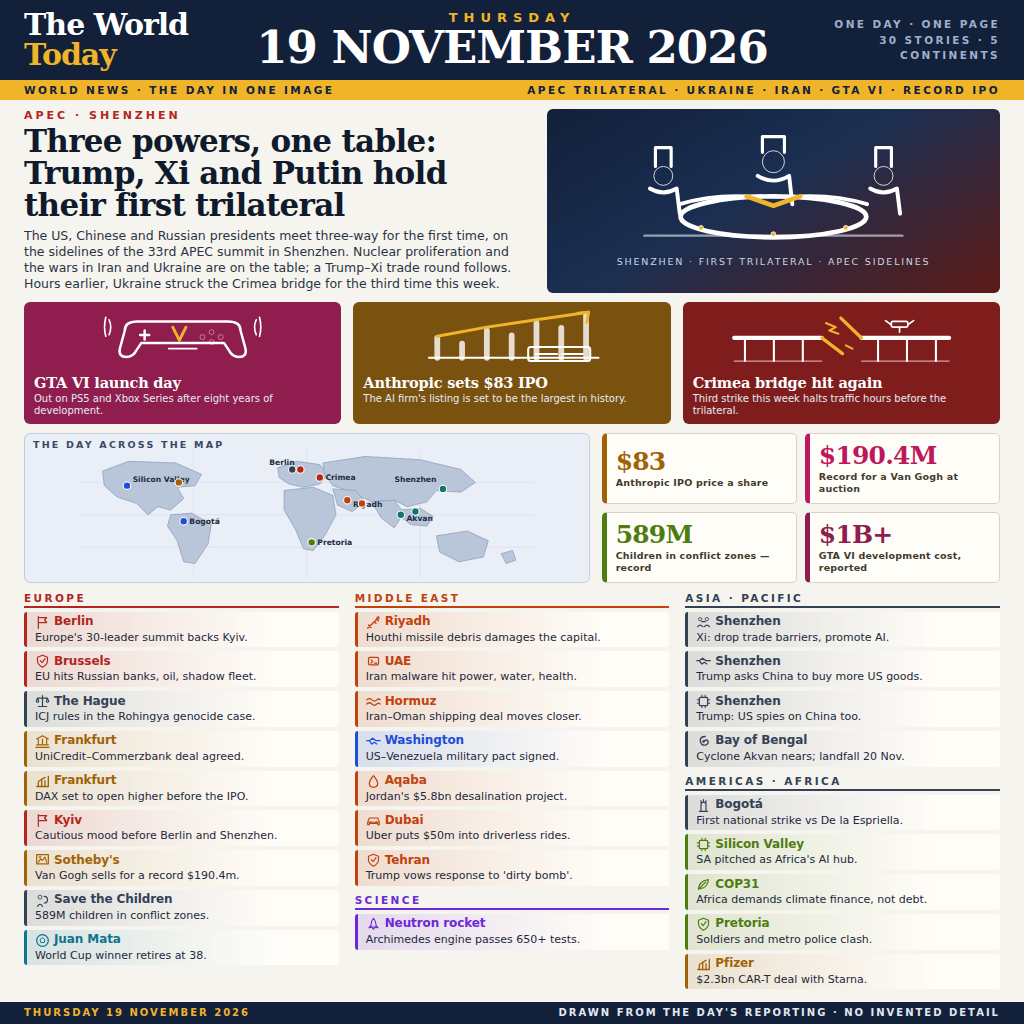 The World
Today
THURSDAY
19 NOVEMBER 2026
ONE DAY · ONE PAGE
30 STORIES · 5
CONTINENTS
WORLD NEWS · THE DAY IN ONE IMAGE
APEC TRILATERAL · UKRAINE · IRAN · GTA VI · RECORD IPO
APEC · SHENZHEN
Three powers, one table:
Trump, Xi and Putin hold
their first trilateral
The US, Chinese and Russian presidents meet three-way for the first time, on
the sidelines of the 33rd APEC summit in Shenzhen. Nuclear proliferation and
the wars in Iran and Ukraine are on the table; a Trump–Xi trade round follows.
Hours earlier, Ukraine struck the Crimea bridge for the third time this week.
SHENZHEN · FIRST TRILATERAL · APEC SIDELINES
GTA VI launch day
Out on PS5 and Xbox Series after eight years of
development.
Anthropic sets $83 IPO
The AI firm's listing is set to be the largest in history.
Crimea bridge hit again
Third strike this week halts traffic hours before the
trilateral.
THE DAY ACROSS THE MAP
Berlin
Silicon Valley
Crimea
Shenzhen
Riyadh
Akvan
Bogotá
Pretoria
$83
Anthropic IPO price a share
$190.4M
Record for a Van Gogh at
auction
589M
Children in conflict zones —
record
$1B+
GTA VI development cost,
reported
EUROPE
Berlin
Europe's 30-leader summit backs Kyiv.
Brussels
EU hits Russian banks, oil, shadow fleet.
The Hague
ICJ rules in the Rohingya genocide case.
Frankfurt
UniCredit–Commerzbank deal agreed.
Frankfurt
DAX set to open higher before the IPO.
Kyiv
Cautious mood before Berlin and Shenzhen.
Sotheby's
Van Gogh sells for a record $190.4m.
Save the Children
589M children in conflict zones.
Juan Mata
World Cup winner retires at 38.
MIDDLE EAST
Riyadh
Houthi missile debris damages the capital.
UAE
Iran malware hit power, water, health.
Hormuz
Iran–Oman shipping deal moves closer.
Washington
US–Venezuela military pact signed.
Aqaba
Jordan's $5.8bn desalination project.
Dubai
Uber puts $50m into driverless rides.
Tehran
Trump vows response to 'dirty bomb'.
SCIENCE
Neutron rocket
Archimedes engine passes 650+ tests.
ASIA · PACIFIC
Shenzhen
Xi: drop trade barriers, promote AI.
Shenzhen
Trump asks China to buy more US goods.
Shenzhen
Trump: US spies on China too.
Bay of Bengal
Cyclone Akvan nears; landfall 20 Nov.
AMERICAS · AFRICA
Bogotá
First national strike vs De la Espriella.
Silicon Valley
SA pitched as Africa's AI hub.
COP31
Africa demands climate finance, not debt.
Pretoria
Soldiers and metro police clash.
Pfizer
$2.3bn CAR-T deal with Starna.
THURSDAY 19 NOVEMBER 2026
DRAWN FROM THE DAY'S REPORTING · NO INVENTED DETAIL